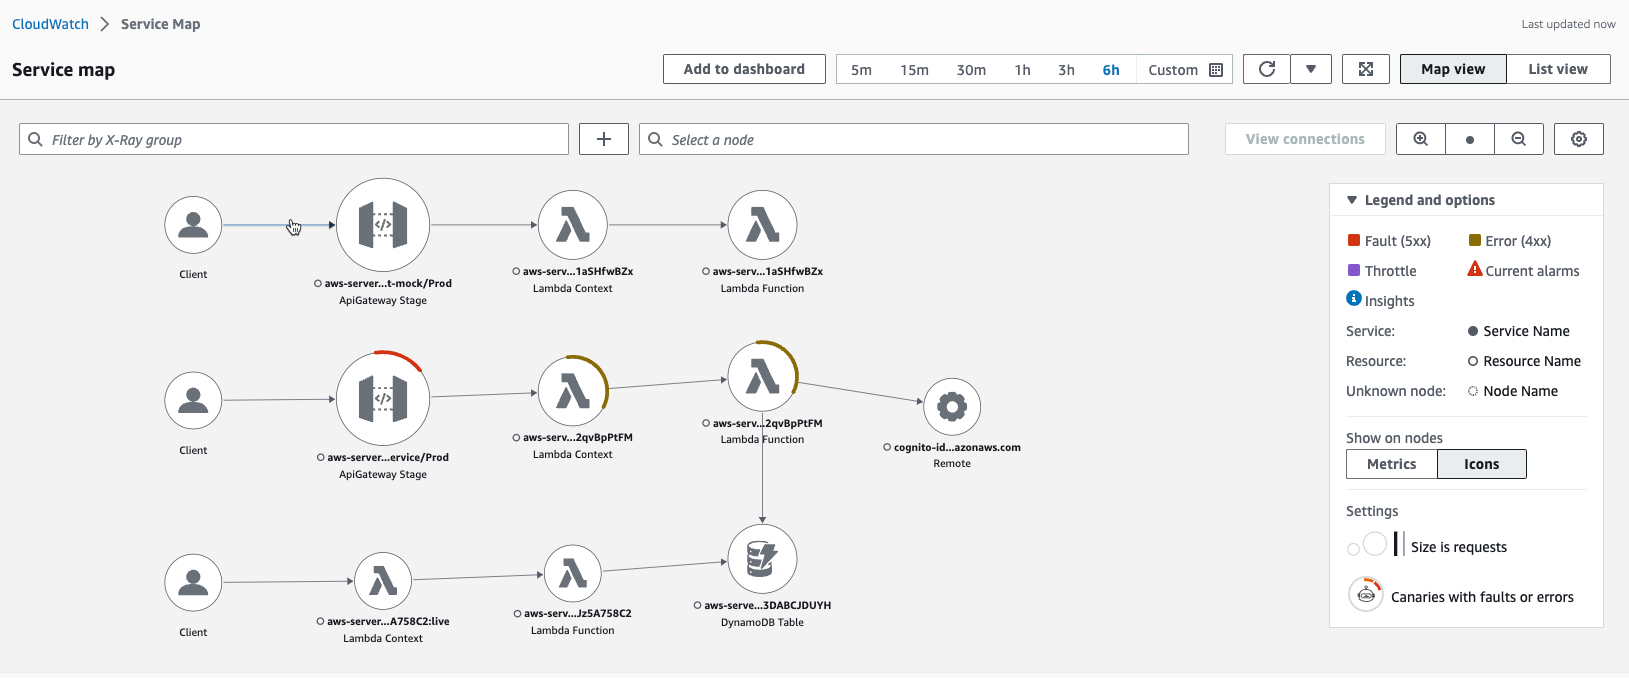 CloudWatch > Service Map
Last updated now
Service map
Add to dashboard
5m 15m 30m 1h 3h 6h Custom
Map view List view
Filter by X-Ray group
+
Select a node
View connections
Client
aws-server...t-mock/Prod
ApiGateway Stage
aws-serv...1aSHfwBZx
Lambda Context
aws-serv...1aSHfwBZx
Lambda Function
Client
aws-server...ervice/Prod
ApiGateway Stage
aws-serv...2qvBpPtFM
Lambda Context
aws-serv...2qvBpPtFM
Lambda Function
cognito-id...azonaws.com
Remote
Client
aws-server...A758C2:live
Lambda Context
aws-serv...Jz5A758C2
Lambda Function
aws-serve...3DABCJDUYH
DynamoDB Table
Legend and options
Fault (5xx) Error (4xx)
Throttle Current alarms
Insights
Service: Service Name
Resource: Resource Name
Unknown node: Node Name
Show on nodes
Metrics Icons
Settings
Size is requests
Canaries with faults or errors